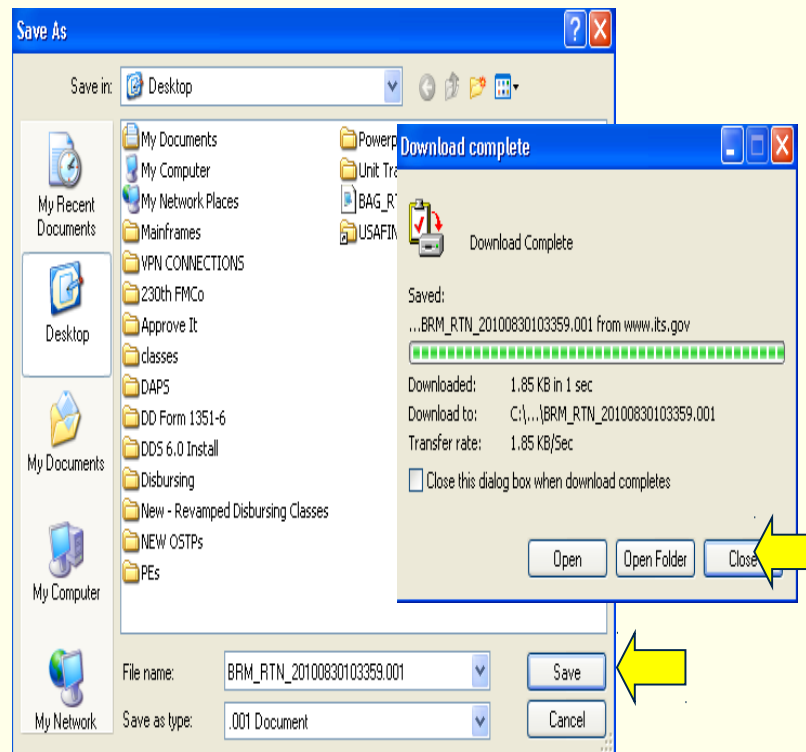 Save As
Save in: Desktop
My Recent
Documents
Desktop
My Documents
My Computer
My Network
My Documents
My Computer
My Network Places
Mainframes
VPN CONNECTIONS
230th FMCo
Approve It
classes
DAPS
DD Form 1351-6
DDS 6.0 Install
Disbursing
New - Revamped Disbursing Classes
NEW OSTPs
PEs
Powerp
Unit Tra
BAG_RT
USAFIN
File name: BRM_RTN_20100830103359.001 Save
Save as type: .001 Document Cancel
Download complete
Download Complete
Saved:
...BRM_RTN_20100830103359.001 from www.its.gov
Downloaded: 1.85 KB in 1 sec
Download to: C:\...\BRM_RTN_20100830103359.001
Transfer rate: 1.85 KB/Sec
Close this dialog box when download completes
Open Open Folder Close